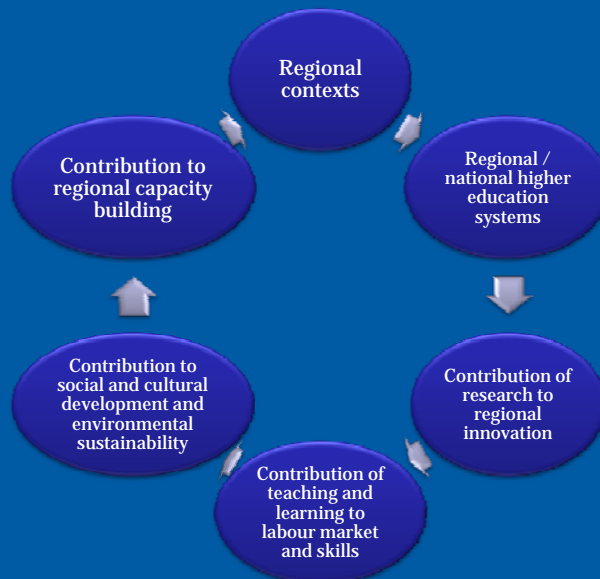 Regional
contexts
Regional /
national higher
education
systems
Contribution of
research to
regional
innovation
Contribution of
teaching and
learning to
labour market
and skills
Contribution to
social and cultural
development and
environmental
sustainability
Contribution to
regional capacity
building